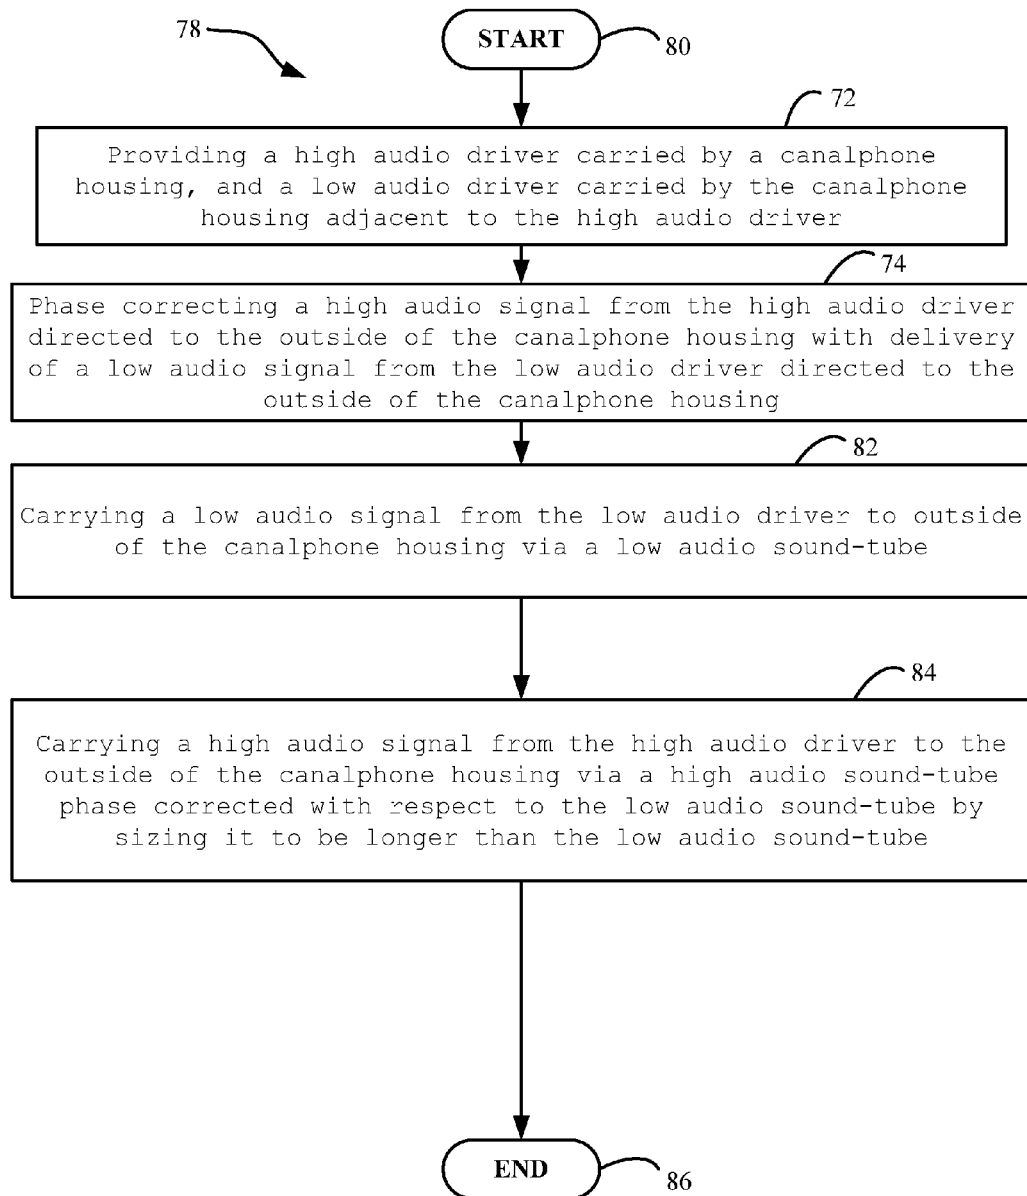 78
START
80
72
Providing a high audio driver carried by a canalphone
housing, and a low audio driver carried by the canalphone
housing adjacent to the high audio driver
74
Phase correcting a high audio signal from the high audio driver
directed to the outside of the canalphone housing with delivery
of a low audio signal from the low audio driver directed to the
outside of the canalphone housing
82
Carrying a low audio signal from the low audio driver to outside
of the canalphone housing via a low audio sound-tube
84
Carrying a high audio signal from the high audio driver to the
outside of the canalphone housing via a high audio sound-tube
phase corrected with respect to the low audio sound-tube by
sizing it to be longer than the low audio sound-tube
END
86